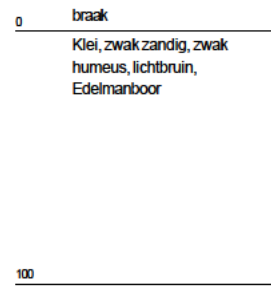 braak
0
Klei, zwak zandig, zwak
humeus, lichtbruin,
Edelmanboor
100